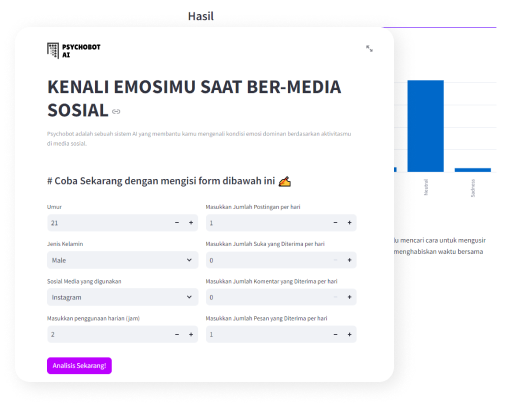 Hasil
PSYCHOBOT
AI
KENALI EMOSIMU SAAT BER-MEDIA
SOSIAL
Psychobot adalah sebuah sistem AI yang membantu kamu mengenali kondisi emosi dominan berdasarkan aktivitasmu
di media sosial.
# Coba Sekarang dengan mengisi form dibawah ini ✍
Umur
21
Masukkan Jumlah Postingan per hari
1
Jenis Kelamin
Male
Masukkan Jumlah Suka yang Diterima per hari
0
Sosial Media yang digunakan
Instagram
Masukkan Jumlah Komentar yang Diterima per hari
0
Masukkan penggunaan harian (jam)
2
Masukkan Jumlah Pesan yang Diterima per hari
1
Analisis Sekarang!
Neutral
Sadness
lu mencari cara untuk mengusir
menghabiskan waktu bersama